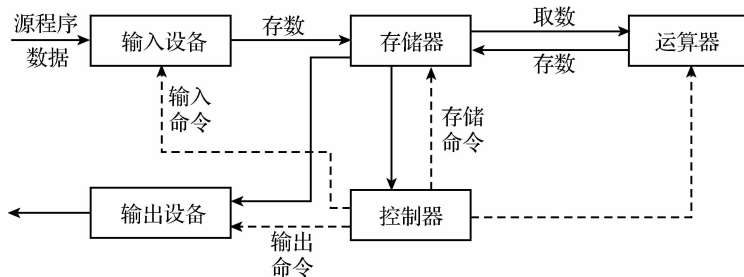 源程序
数据
输入设备
存数
存储器
取数
存数
运算器
输入
命令
存储
命令
输出设备
控制器
输出
命令